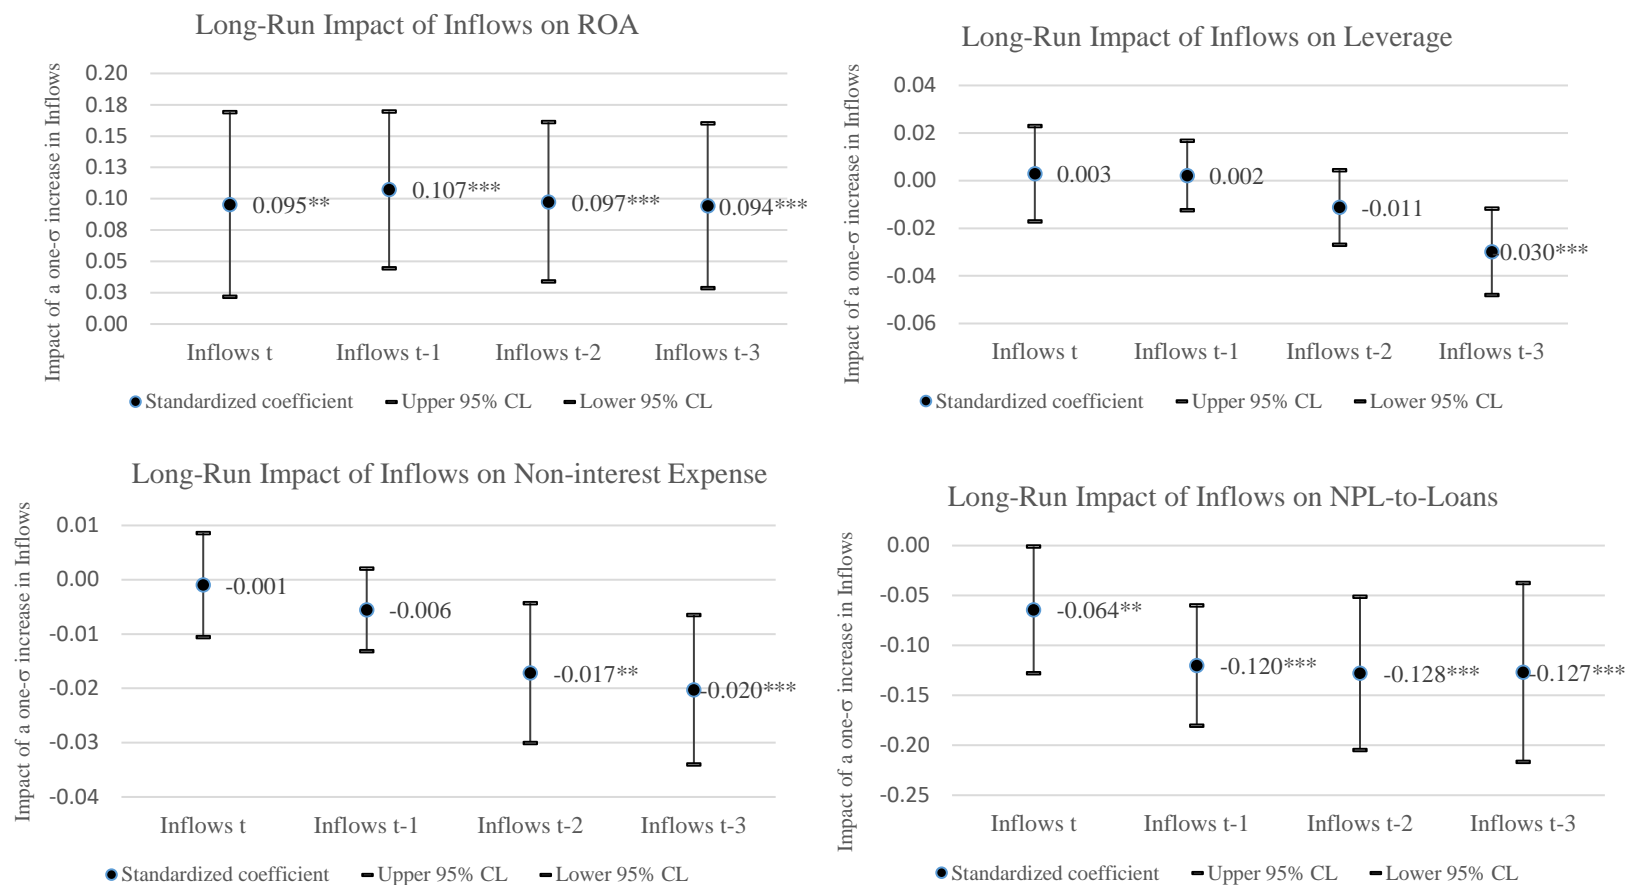 Long-Run Impact of Inflows on ROA
Impact of a one-σ increase in Inflows
0.20
0.18
0.15
0.13
0.10
0.08
0.05
0.03
0.00
0.095**
0.107***
0.097***
0.094***
Inflows t
Inflows t-1
Inflows t-2
Inflows t-3
Standardized coefficient
Upper 95% CL
Lower 95% CL
Long-Run Impact of Inflows on Leverage
Impact of a one-σ increase in Inflows
0.04
0.02
0.00
-0.02
-0.04
-0.06
0.003
0.002
-0.011
0.030***
Inflows t
Inflows t-1
Inflows t-2
Inflows t-3
Standardized coefficient
Upper 95% CL
Lower 95% CL
Long-Run Impact of Inflows on Non-interest Expense
Impact of a one-σ increase in Inflows
0.01
0.00
-0.01
-0.02
-0.03
-0.04
-0.001
-0.006
-0.017**
-0.020***
Inflows t
Inflows t-1
Inflows t-2
Inflows t-3
Standardized coefficient
Upper 95% CL
Lower 95% CL
Long-Run Impact of Inflows on NPL-to-Loans
Impact of a one-σ increase in Inflows
0.00
-0.05
-0.10
-0.15
-0.20
-0.25
-0.064**
-0.120***
-0.128***
-0.127***
Inflows t
Inflows t-1
Inflows t-2
Inflows t-3
Standardized coefficient
Upper 95% CL
Lower 95% CL